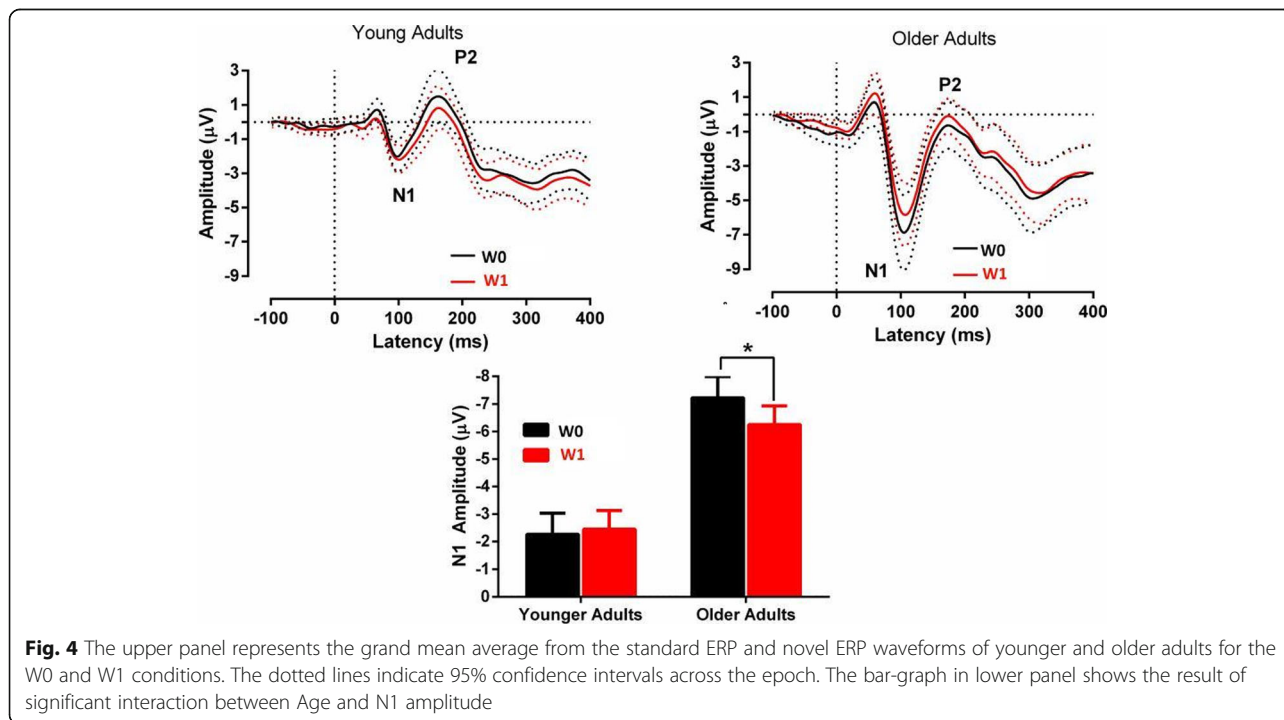 Young Adults
P2
3
1
-1
-3
-5
-7
-9
Amplitude (µV)
N1
W0
W1
-100 0 100 200 300 400
Latency (ms)
Older Adults
P2
3
1
-1
-3
-5
-7
-9
Amplitude (µV)
N1
W0
W1
-100 0 100 200 300 400
Latency (ms)
*
-8
-7
-6
-5
-4
-3
-2
-1
0
N1 Amplitude (µV)
W0
W1
Younger Adults Older Adults
Fig. 4 The upper panel represents the grand mean average from the standard ERP and novel ERP waveforms of younger and older adults for the
W0 and W1 conditions. The dotted lines indicate 95% confidence intervals across the epoch. The bar-graph in lower panel shows the result of
significant interaction between Age and N1 amplitude